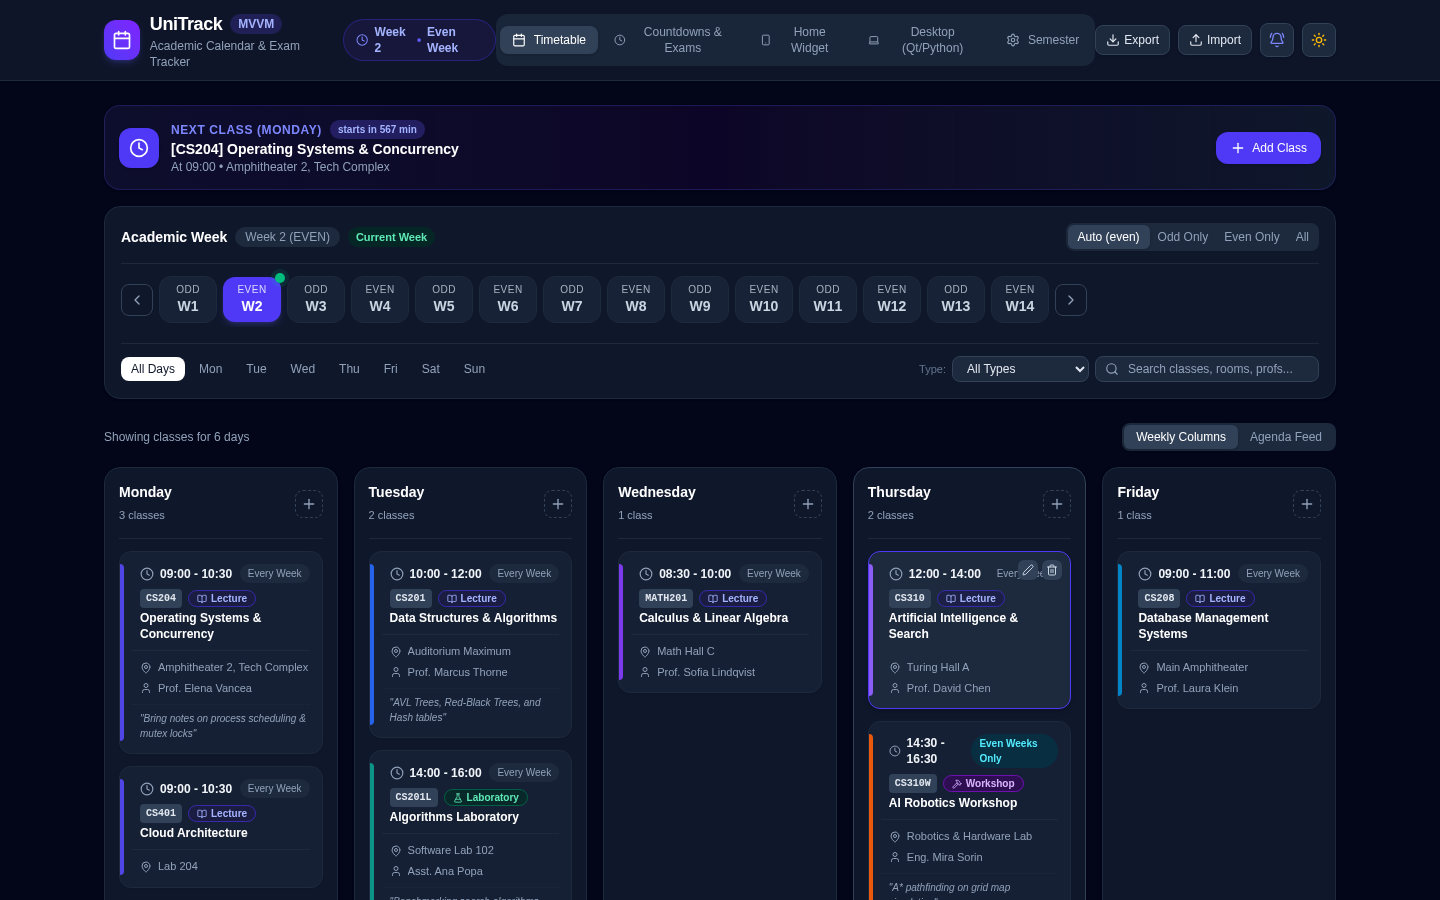 UniTrack MVVM
Academic Calendar & Exam
Tracker
Week
2
•
Even
Week
Timetable
Countdowns &
Exams
Home
Widget
Desktop
(Qt/Python)
Semester
Export
Import
NEXT CLASS (MONDAY) starts in 567 min
[CS204] Operating Systems & Concurrency
At 09:00 • Amphitheater 2, Tech Complex
Add Class
Academic Week Week 2 (EVEN) Current Week
Auto (even) Odd Only Even Only All
ODD
W1
EVEN
W2
ODD
W3
EVEN
W4
ODD
W5
EVEN
W6
ODD
W7
EVEN
W8
ODD
W9
EVEN
W10
ODD
W11
EVEN
W12
ODD
W13
EVEN
W14
All Days Mon Tue Wed Thu Fri Sat Sun
Type: All Types
Search classes, rooms, profs...
Showing classes for 6 days
Weekly Columns Agenda Feed
Monday
3 classes
09:00 - 10:30 Every Week
CS204 Lecture
Operating Systems &
Concurrency
Amphitheater 2, Tech Complex
Prof. Elena Vancea
"Bring notes on process scheduling &
mutex locks"
09:00 - 10:30 Every Week
CS401 Lecture
Cloud Architecture
Lab 204
Tuesday
2 classes
10:00 - 12:00 Every Week
CS201 Lecture
Data Structures & Algorithms
Auditorium Maximum
Prof. Marcus Thorne
"AVL Trees, Red-Black Trees, and
Hash tables"
14:00 - 16:00 Every Week
CS201L Laboratory
Algorithms Laboratory
Software Lab 102
Asst. Ana Popa
Wednesday
1 class
08:30 - 10:00 Every Week
MATH201 Lecture
Calculus & Linear Algebra
Math Hall C
Prof. Sofia Lindqvist
Thursday
2 classes
12:00 - 14:00
CS310 Lecture
Artificial Intelligence &
Search
Turing Hall A
Prof. David Chen
14:30 -
16:30
Even Weeks
Only
CS310W Workshop
AI Robotics Workshop
Robotics & Hardware Lab
Eng. Mira Sorin
"A* pathfinding on grid map
Friday
1 class
09:00 - 11:00 Every Week
CS208 Lecture
Database Management
Systems
Main Amphitheater
Prof. Laura Klein